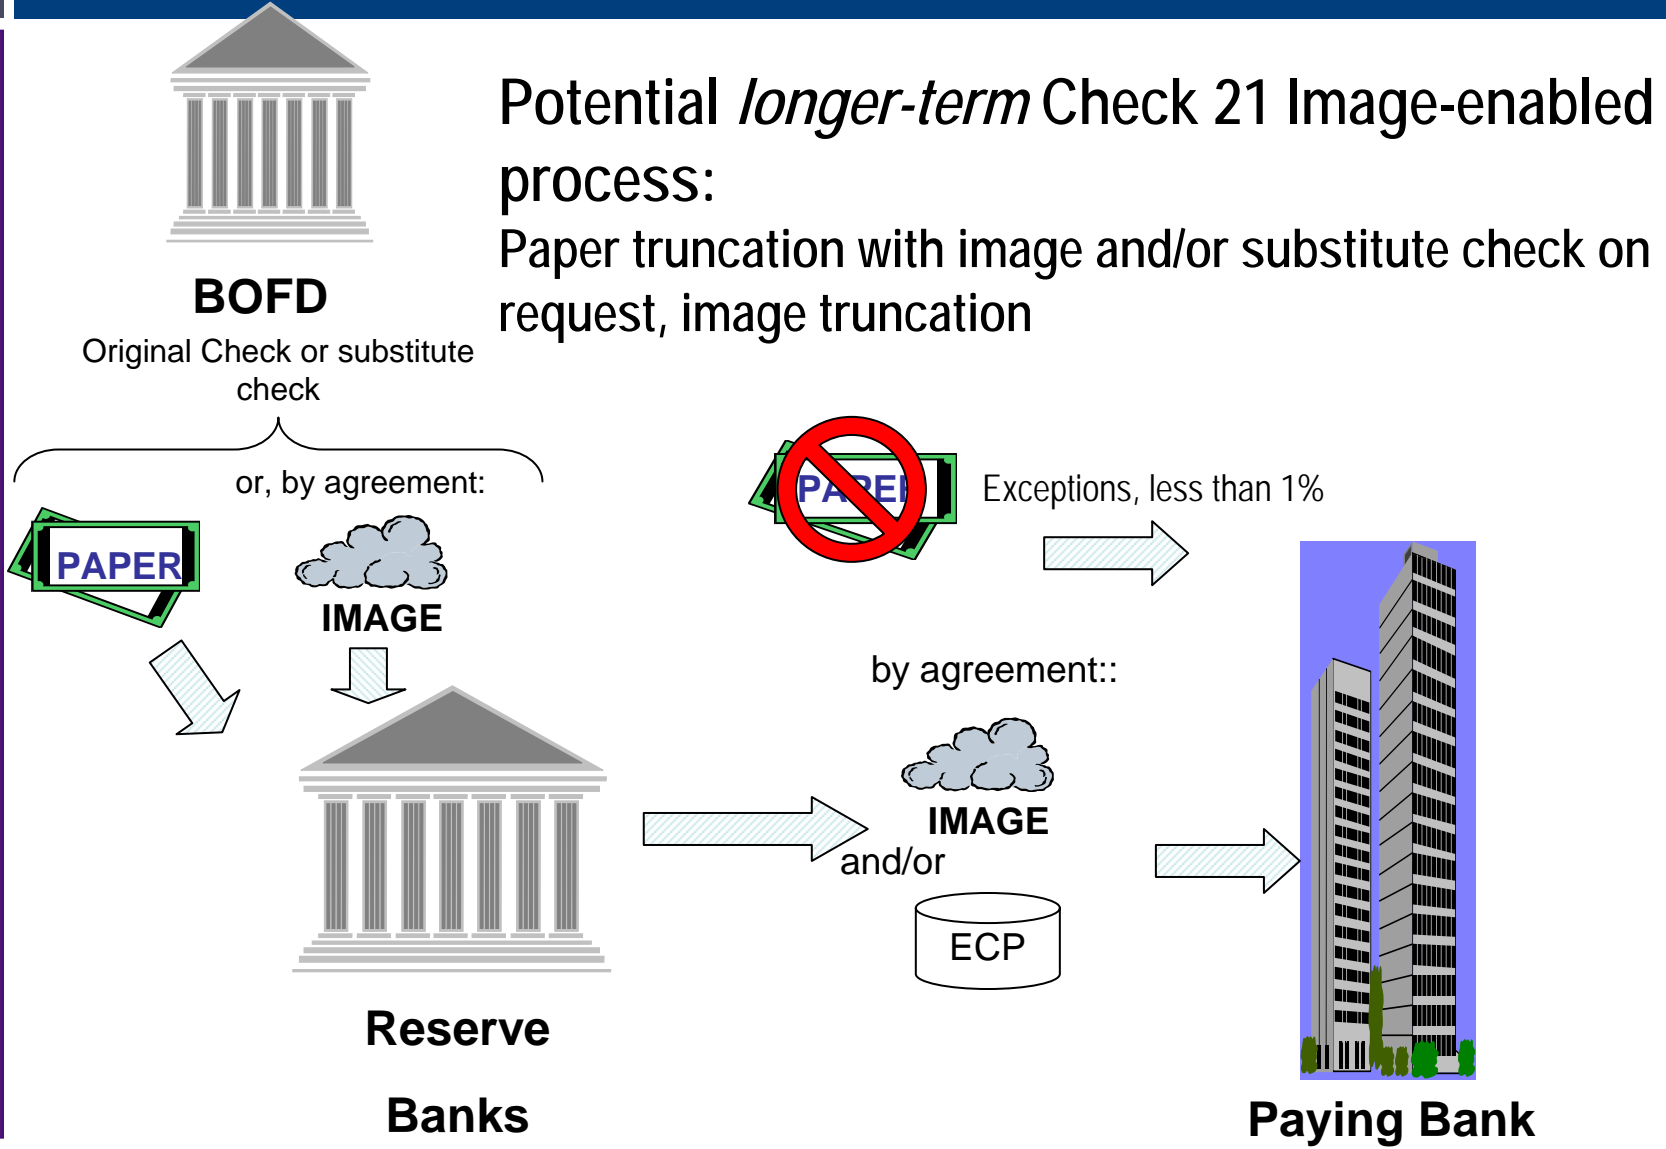 Potential longer-term Check 21 Image-enabled
process:
Paper truncation with image and/or substitute check on
request, image truncation
BOFD
Original Check or substitute
check
or, by agreement:
PAPER
IMAGE
Exceptions, less than 1%
by agreement::
IMAGE
and/or
ECP
Reserve
Banks
Paying Bank